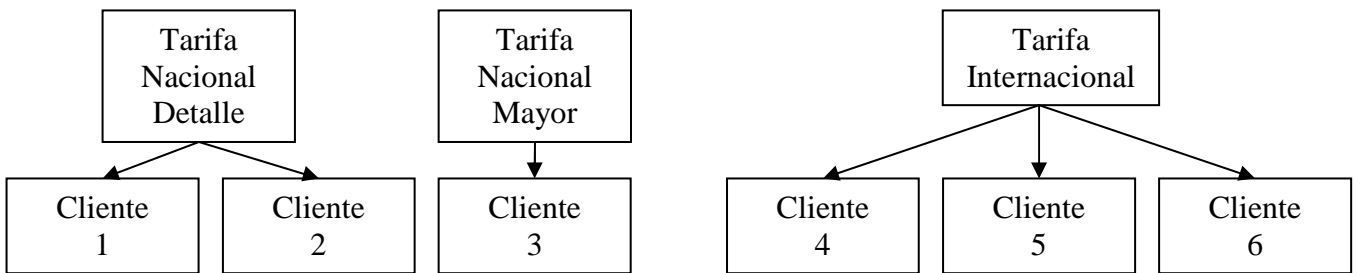 Tarifa
Nacional
Detalle
Tarifa
Nacional
Mayor
Tarifa
Internacional
Cliente
1
Cliente
2
Cliente
3
Cliente
4
Cliente
5
Cliente
6